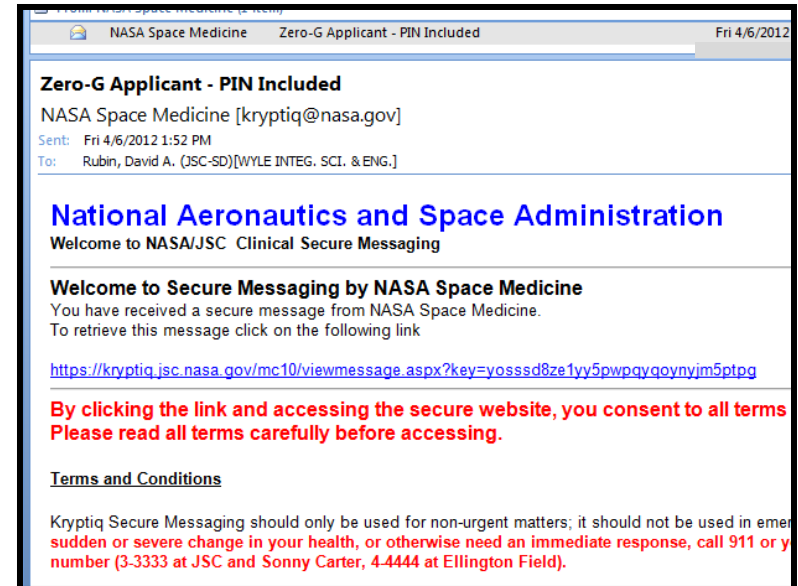 From: NASA Space Medicine (1 item)
NASA Space Medicine Zero-G Applicant - PIN Included Fri 4/6/2012
Zero-G Applicant - PIN Included
NASA Space Medicine [kryptiq@nasa.gov]
Sent: Fri 4/6/2012 1:52 PM
To: Rubin, David A. (JSC-SD)[WYLE INTEG. SCI. & ENG.]
National Aeronautics and Space Administration
Welcome to NASA/JSC Clinical Secure Messaging
Welcome to Secure Messaging by NASA Space Medicine
You have received a secure message from NASA Space Medicine.
To retrieve this message click on the following link
https://kryptiq.jsc.nasa.gov/mc10/viewmessage.aspx?key=yosssd8ze1yy5pwpqyqoynyjm5ptpg
By clicking the link and accessing the secure website, you consent to all terms
Please read all terms carefully before accessing.
Terms and Conditions
Kryptiq Secure Messaging should only be used for non-urgent matters; it should not be used in emer
sudden or severe change in your health, or otherwise need an immediate response, call 911 or y
number (3-3333 at JSC and Sonny Carter, 4-4444 at Ellington Field).